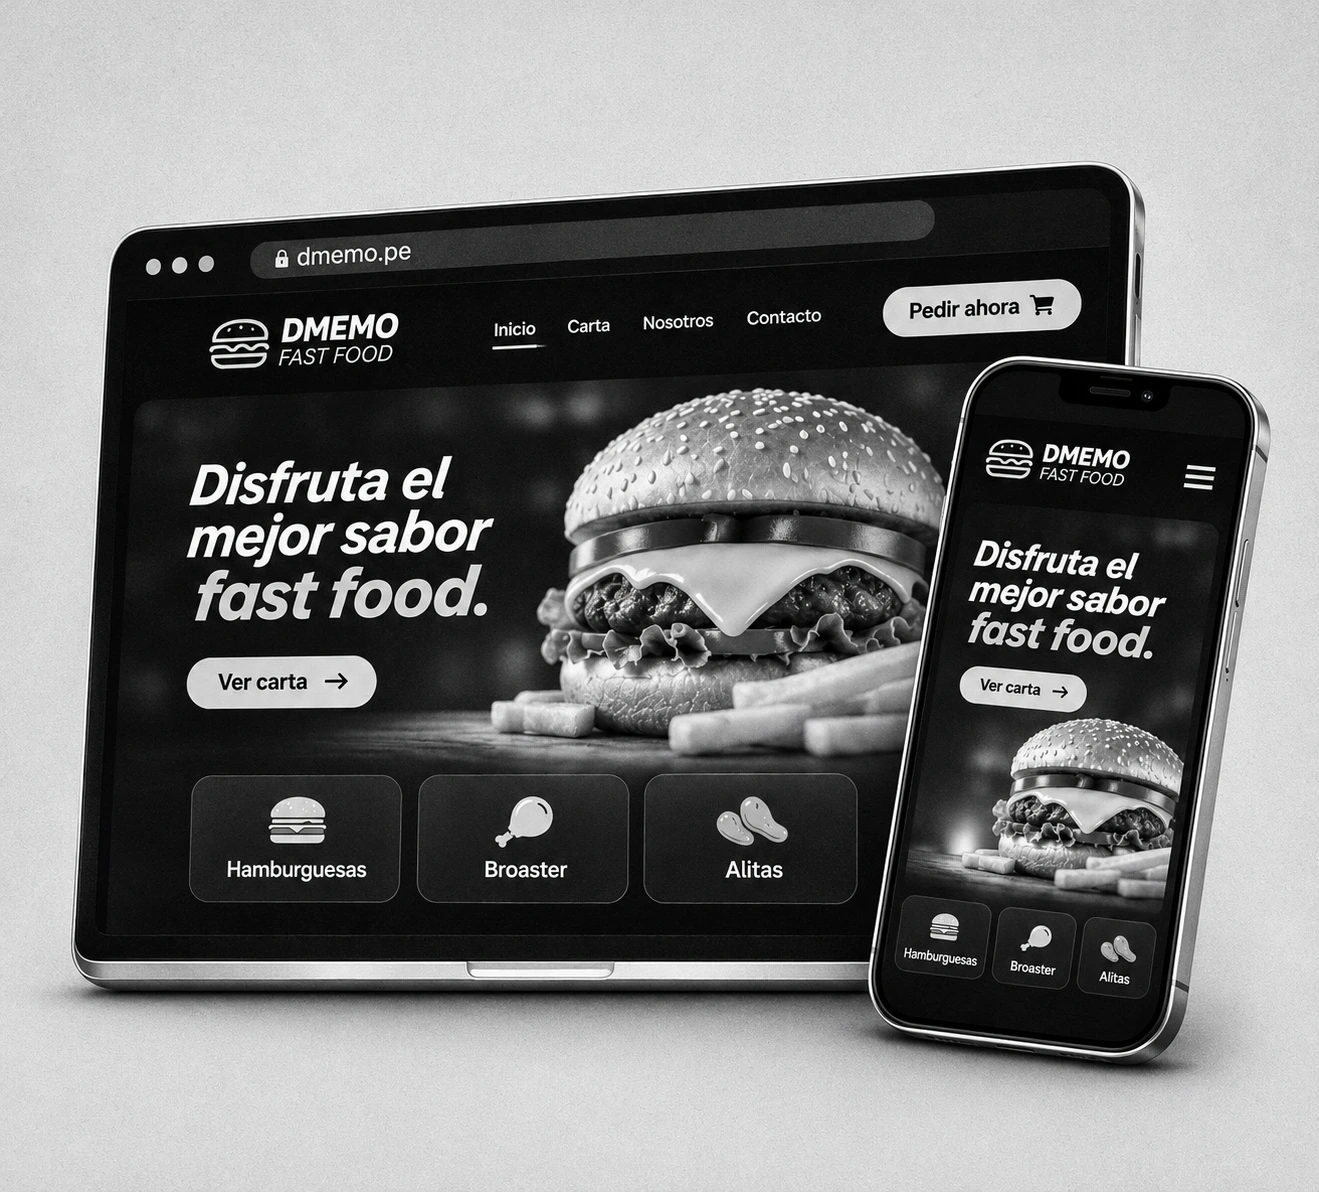 dmemo.pe
DMEMO
FAST FOOD
Inicio
Carta
Nosotros
Contacto
Pedir ahora
Disfruta el
mejor sabor
fast food.
Ver carta
Hamburguesas
Broaster
Alitas
DMEMO
FAST FOOD
Disfruta el
mejor sabor
fast food.
Ver carta
Hamburguesas
Broaster
Alitas